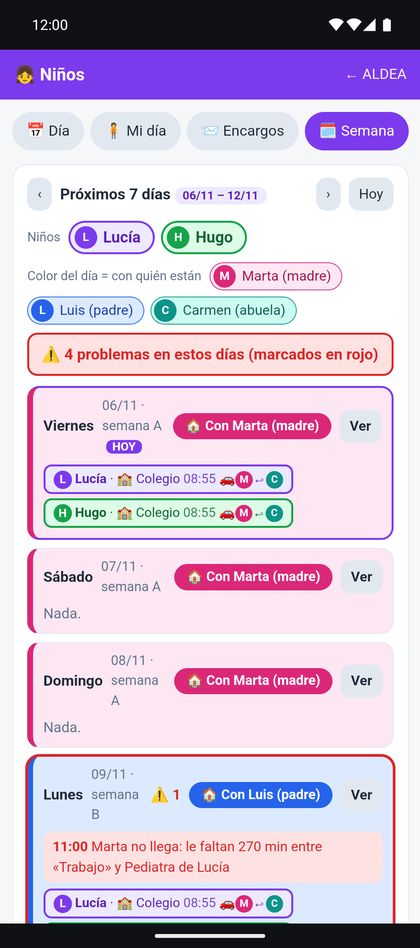 12:00
👧 Niños
← ALDEA
📅 Día
🧍 Mi día
📨 Encargos
🗓️ Semana
‹
Próximos 7 días
06/11 – 12/11
›
Hoy
Niños
L Lucía
H Hugo
Color del día = con quién están
M Marta (madre)
L Luis (padre)
C Carmen (abuela)
⚠️ 4 problemas en estos días (marcados en rojo)
Viernes
06/11 ·
semana A
HOY
🏠 Con Marta (madre)
Ver
L Lucía · 🏫 Colegio 08:55 🚗 M ↩ C
H Hugo · 🏫 Colegio 08:55 🚗 M ↩ C
Sábado
07/11 ·
semana A
🏠 Con Marta (madre)
Ver
Nada.
Domingo
08/11 ·
semana
A
🏠 Con Marta (madre)
Ver
Nada.
Lunes
09/11 ·
semana
B
⚠️ 1
🏠 Con Luis (padre)
Ver
11:00 Marta no llega: le faltan 270 min entre
«Trabajo» y Pediatra de Lucía
L Lucía · 🏫 Colegio 08:55 🚗 M ↩ C